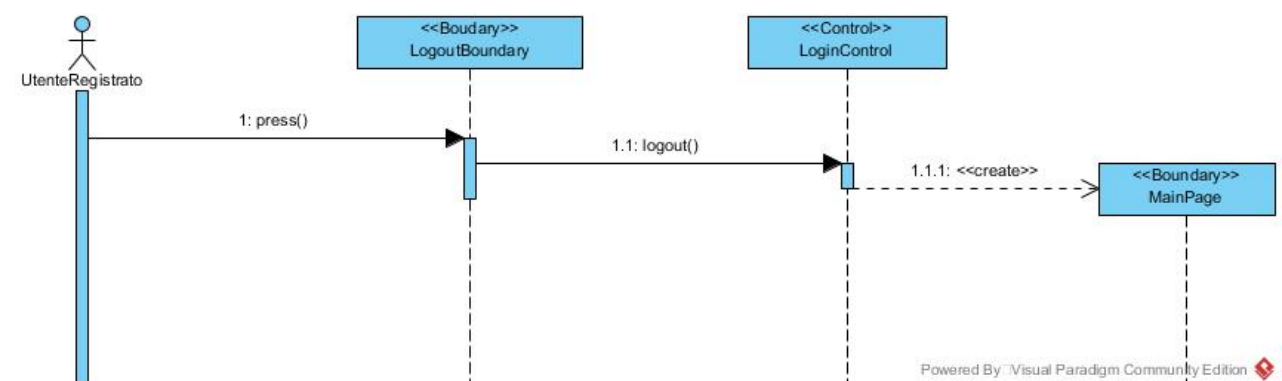 <<Boudary>>
LogoutBoundary
<<Control>>
LoginControl
UtenteRegistrato
1: press()
1.1: logout()
1.1.1: <<create>>
<<Boundary>>
MainPage
Powered By Visual Paradigm Community Edition